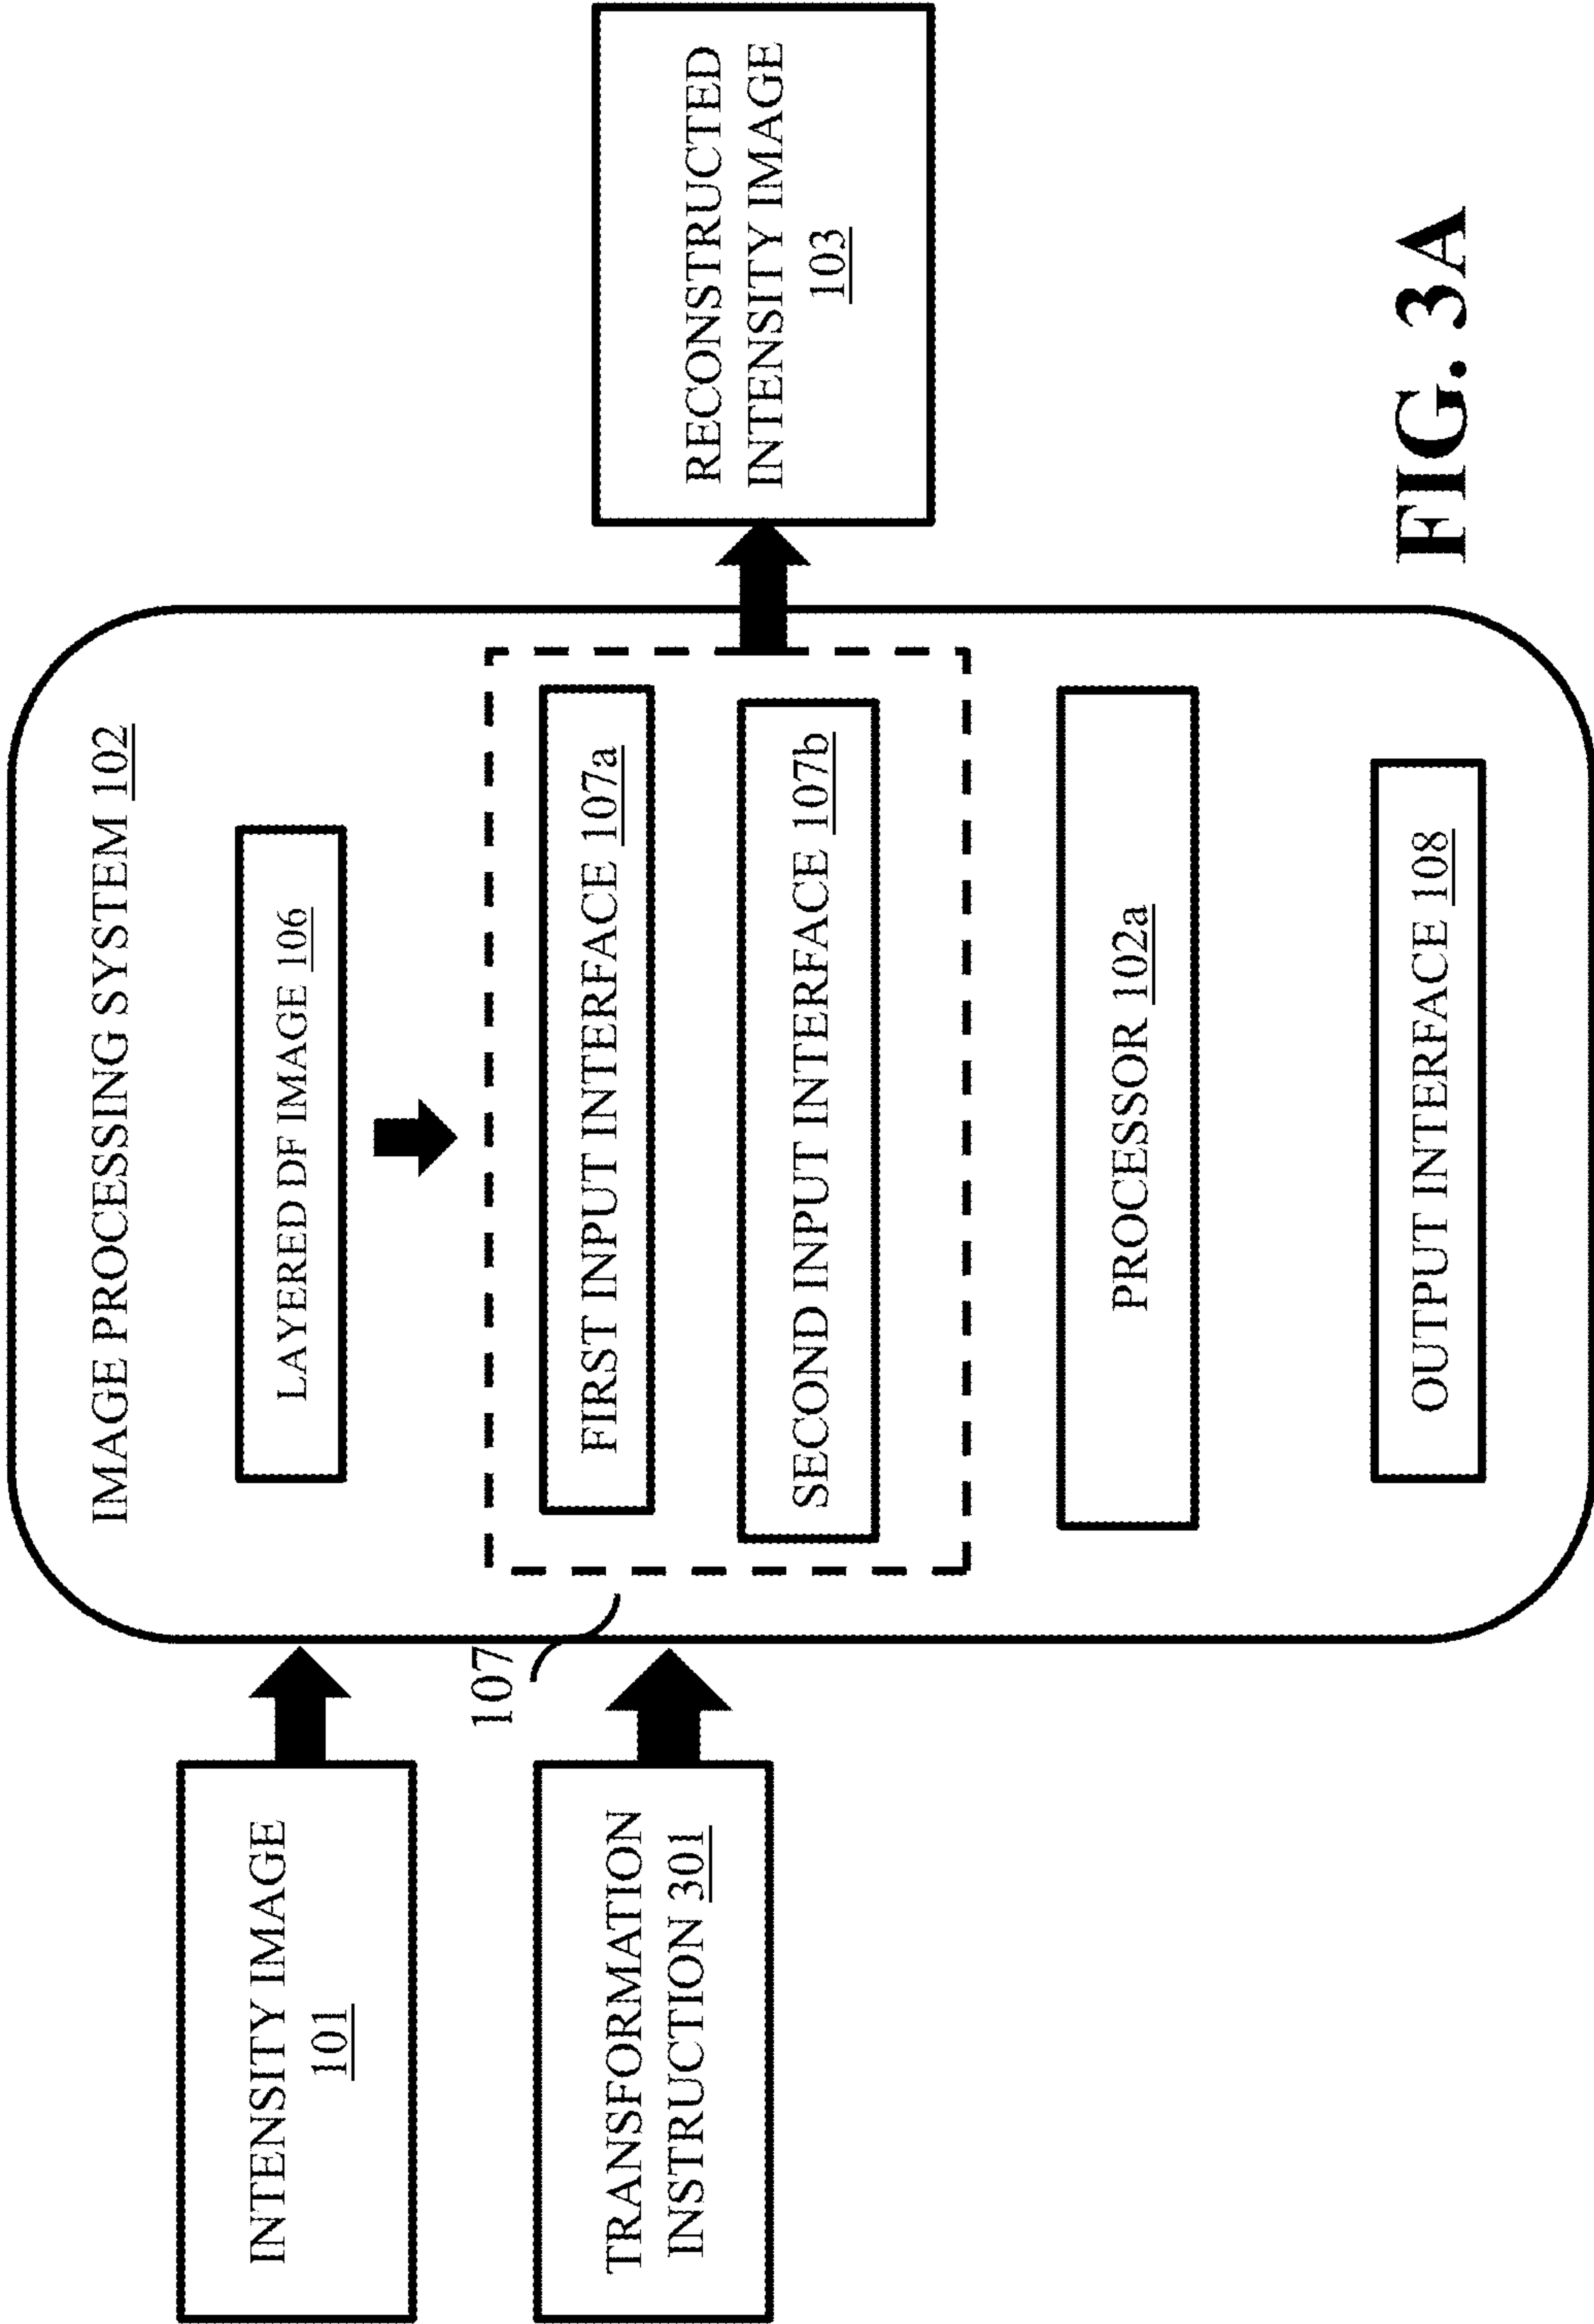 IMAGE PROCESSING SYSTEM 102
INTENSITY IMAGE
101
LAYERED DF IMAGE 106
107
TRANSFORMATION
INSTRUCTION 301
FIRST INPUT INTERFACE 107a
SECOND INPUT INTERFACE 107b
RECONSTRUCTED
INTENSITY IMAGE
103
PROCESSOR 102a
OUTPUT INTERFACE 108
FIG. 3A